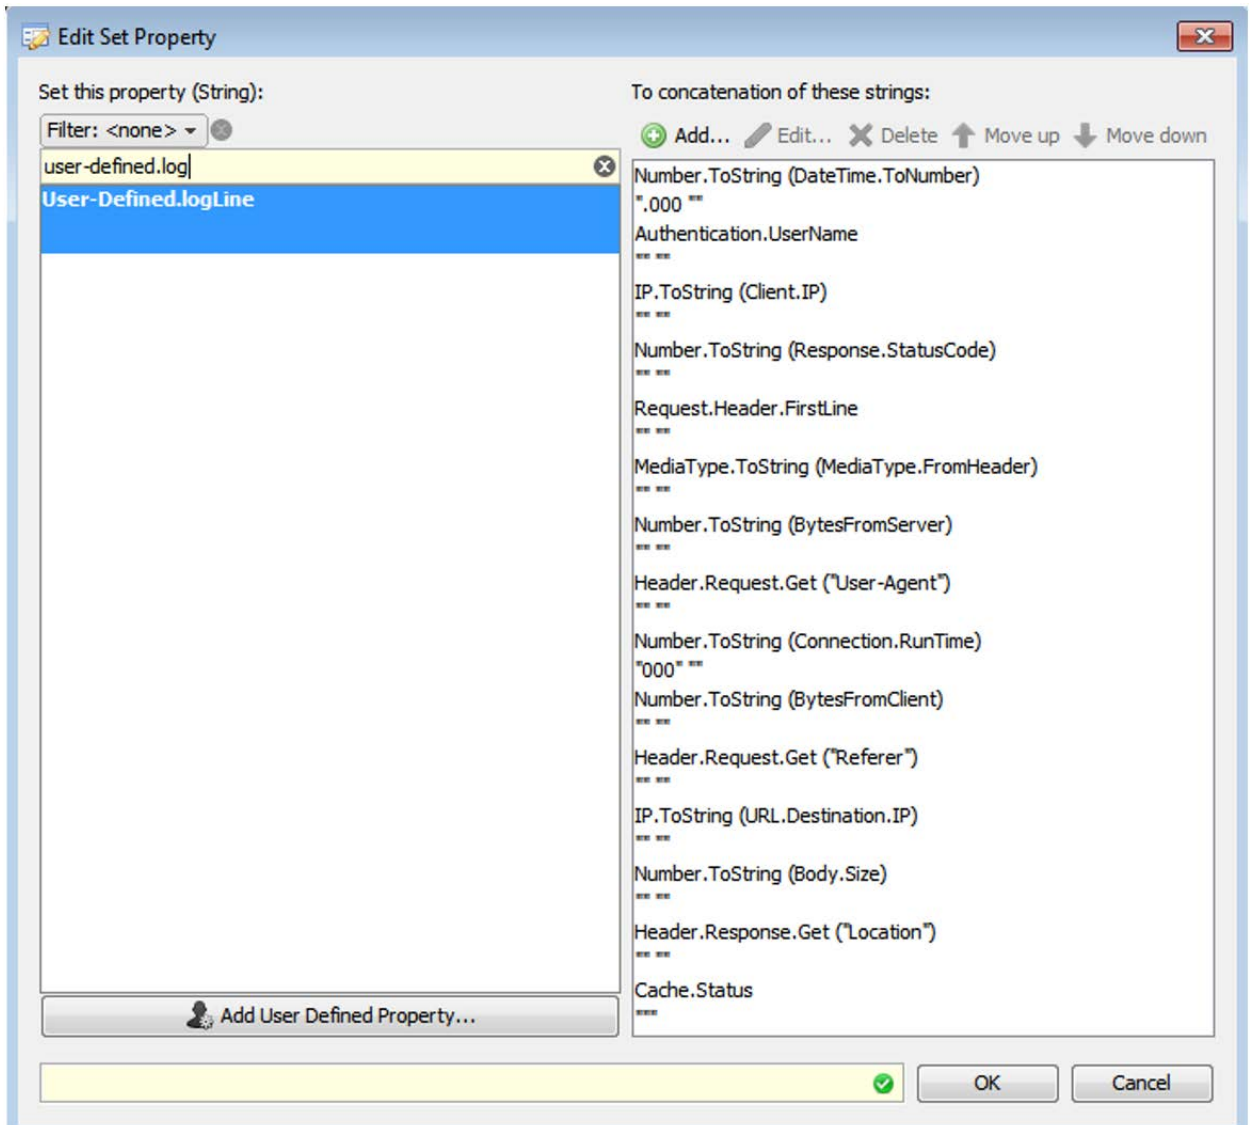 Edit Set Property
Set this property (String):
Filter: <none>
user-defined.log
User-Defined.logLine
Add User Defined Property...
To concatenation of these strings:
Add... Edit... Delete Move up Move down
Number.ToString (DateTime.ToNumber)
".000 ""
Authentication.UserName
"" ""
IP.ToString (Client.IP)
"" ""
Number.ToString (Response.StatusCode)
"" ""
Request.Header.FirstLine
"" ""
MediaType.ToString (MediaType.FromHeader)
"" ""
Number.ToString (BytesFromServer)
"" ""
Header.Request.Get ("User-Agent")
"" ""
Number.ToString (Connection.RunTime)
"000" ""
Number.ToString (BytesFromClient)
"" ""
Header.Request.Get ("Referer")
"" ""
IP.ToString (URL.Destination.IP)
"" ""
Number.ToString (Body.Size)
"" ""
Header.Response.Get ("Location")
"" ""
Cache.Status
"""
OK Cancel